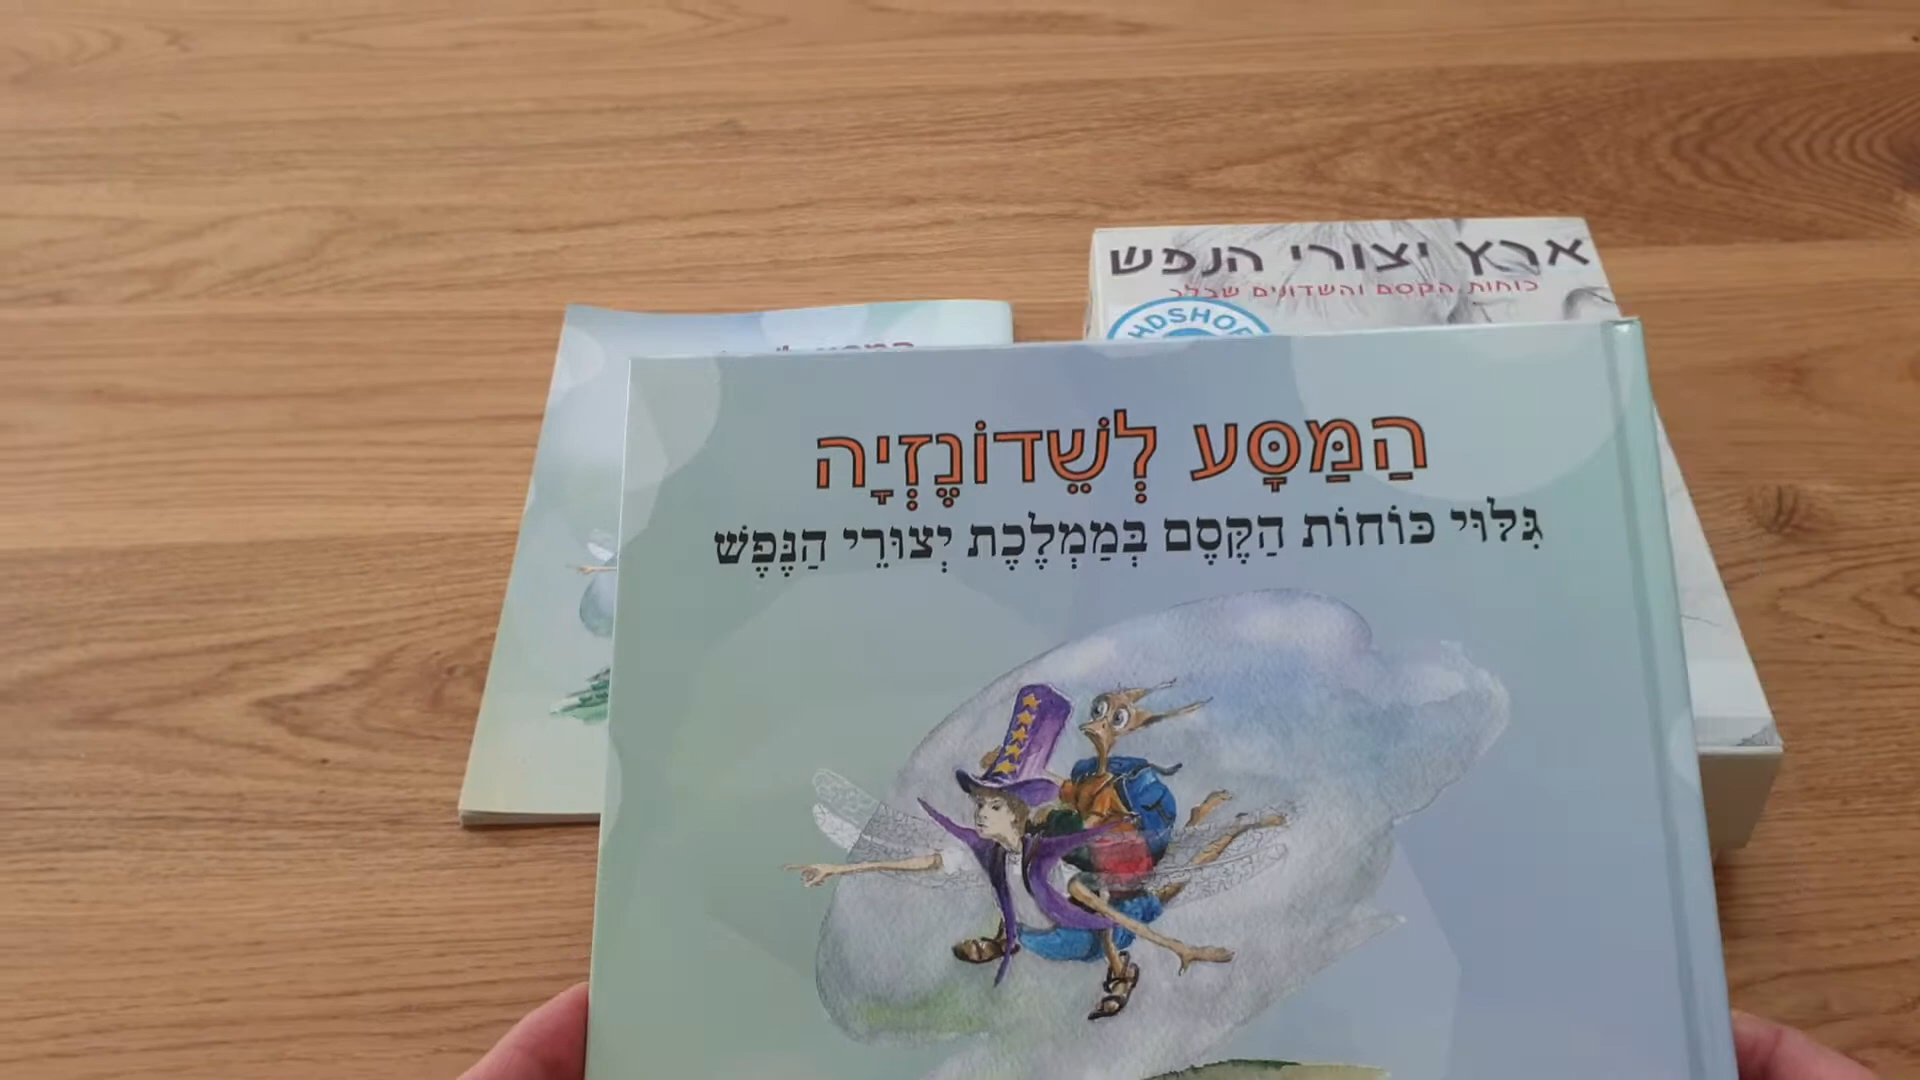 ארץ יצורי הנפש
כוחות הקסם והשדונים שבלב
הַמַּסָּע לְשֵׁדוֹנֶזְיָה
גִּלּוּי כּוֹחוֹת הַקֶּסֶם בְּמַמְלֶכֶת יְצוּרֵי הַנֶּפֶשׁ